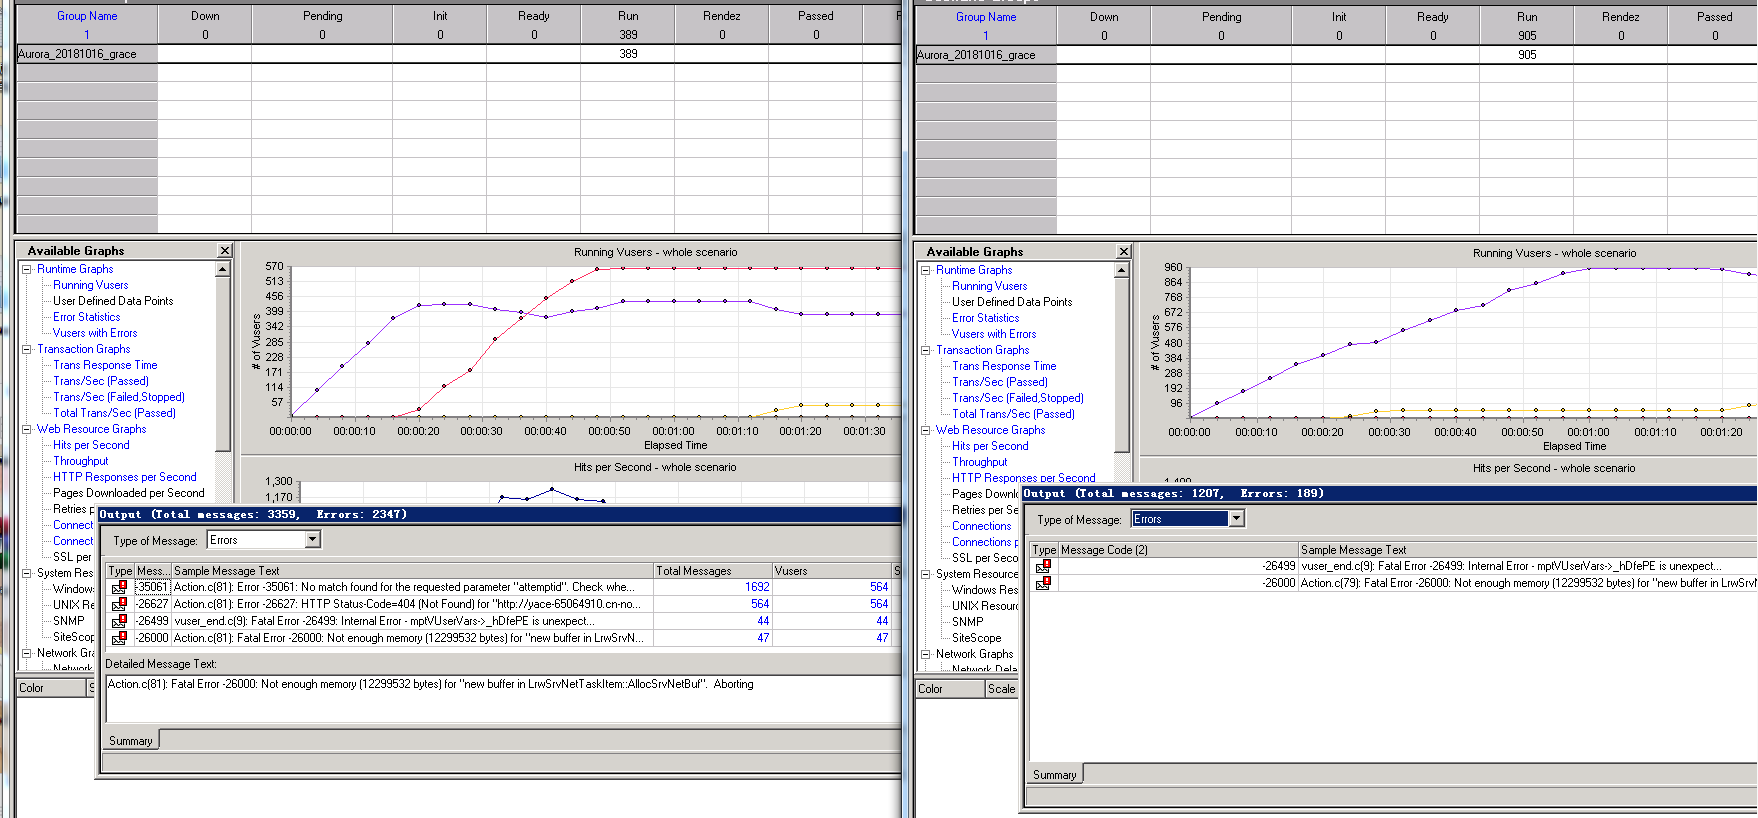 Group Name Down Pending Init Ready Run Rendez Passed
1 0 0 0 0 389 0 0
Aurora_20181016_grace 389
Available Graphs
Runtime Graphs
Running Vusers
User Defined Data Points
Error Statistics
Vusers with Errors
Transaction Graphs
Trans Response Time
Trans/Sec (Passed)
Trans/Sec (Failed,Stopped)
Total Trans/Sec (Passed)
Web Resource Graphs
Hits per Second
Throughput
HTTP Responses per Second
Pages Downloaded per Second
Retries p
Connect
Connect
SSL per
System Res
Windows
UNIX Re
SNMP
SiteScop
Network Gra
Network
Color S
Running Vusers - whole scenario
# of Vusers
570
513
456
399
342
285
228
171
114
57
00:00:00 00:00:10 00:00:20 00:00:30 00:00:40 00:00:50 00:01:00 00:01:10 00:01:20 00:01:30
Elapsed Time
Hits per Second - whole scenario
1,300
1,170
Output (Total messages: 3359, Errors: 2347)
Type of Message: Errors
Type Mess... Sample Message Text Total Messages Vusers S
-35061 Action.c(81): Error -35061: No match found for the requested parameter "attemptid". Check whe... 1692 564
-26627 Action.c(81): Error -26627: HTTP Status-Code=404 (Not Found) for "http://yace-65064910.cn-no... 564 564
-26499 vuser_end.c(9): Fatal Error -26499: Internal Error - mptVUserVars->_hDfePE is unexpect... 44 44
-26000 Action.c(81): Fatal Error -26000: Not enough memory (12299532 bytes) for "new buffer in LrwSrvN... 47 47
Detailed Message Text:
Action.c(81): Fatal Error -26000: Not enough memory (12299532 bytes) for "new buffer in LrwSrvNetTaskItem::AllocSrvNetBuf". Aborting
Summary
Group Name Down Pending Init Ready Run Rendez Passed
1 0 0 0 0 905 0 0
Aurora_20181016_grace 905
Available Graphs
Runtime Graphs
Running Vusers
User Defined Data Points
Error Statistics
Vusers with Errors
Transaction Graphs
Trans Response Time
Trans/Sec (Passed)
Trans/Sec (Failed,Stopped)
Total Trans/Sec (Passed)
Web Resource Graphs
Hits per Second
Throughput
HTTP Responses per Second
Pages Downl
Retries per Se
Connections
Connections p
SSL per Seco
System Resource
Windows Res
UNIX Resour
SNMP
SiteScope
Network Graphs
Network Dela
Color Scale
Running Vusers - whole scenario
# of Vusers
960
864
768
672
576
480
384
288
192
96
00:00:00 00:00:10 00:00:20 00:00:30 00:00:40 00:00:50 00:01:00 00:01:10 00:01:20
Elapsed Time
Hits per Second - whole scenario
Output (Total messages: 1207, Errors: 189)
Type of Message: Errors
Type Message Code (2) Sample Message Text
-26499 vuser_end.c(9): Fatal Error -26499: Internal Error - mptVUserVars->_hDfePE is unexpect...
-26000 Action.c(79): Fatal Error -26000: Not enough memory (12299532 bytes) for "new buffer in LrwSrvN
Summary